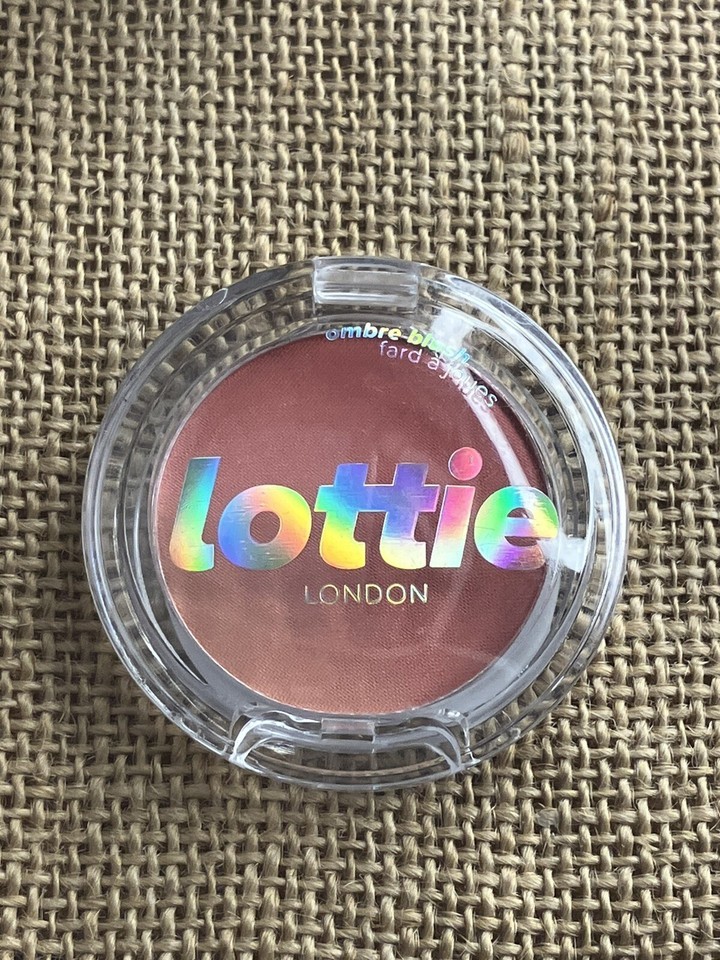 ombre blush
fard à joues
lottie
LONDON